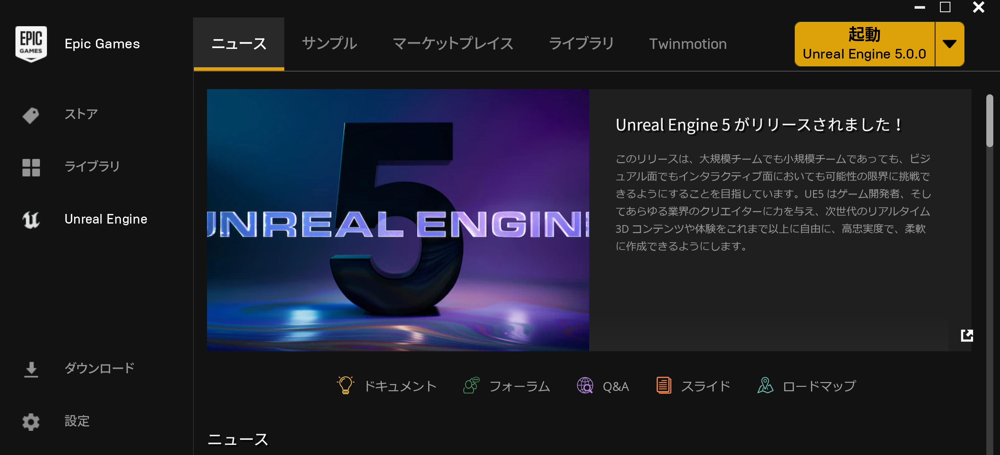 EPIC
GAMES
Epic Games
ニュース
サンプル
マーケットプレイス
ライブラリ
Twinmotion
起動
Unreal Engine 5.0.0
ストア
ライブラリ
Unreal Engine
ダウンロード
設定
5
UNREAL ENGINE
Unreal Engine 5 がリリースされました！
このリリースは、大規模チームでも小規模チームであっても、ビジ
ュアル面でもインタラクティブ面においても可能性の限界に挑戦で
きるようにすることを目指しています。UE5 はゲーム開発者、そし
てあらゆる業界のクリエイターに力を与え、次世代のリアルタイム
3D コンテンツや体験をこれまで以上に自由に、高忠実度で、柔軟
に作成できるようにします。
ドキュメント
フォーラム
Q&A
スライド
ロードマップ
ニュース